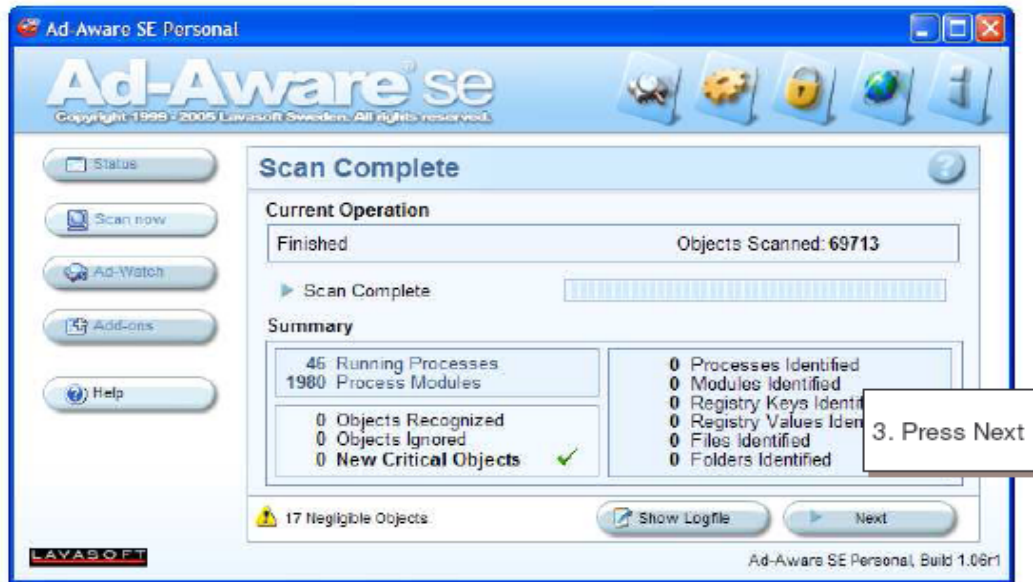 Ad-Aware SE Personal
Ad-Aware SE
Copyright 1999 - 2005 Lavasoft Sweden. All rights reserved.
Status
Scan now
Ad-Watch
Add-ons
Help
Scan Complete
Current Operation
Finished Objects Scanned: 69713
Scan Complete
Summary
46 Running Processes
1980 Process Modules
0 Objects Recognized
0 Objects Ignored
0 New Critical Objects
0 Processes Identified
0 Modules Identified
0 Registry Keys Identif
0 Registry Values Iden
0 Files Identified
0 Folders Identified
3. Press Next
17 Negligible Objects
Show Logfile
Next
LAVASOFT
Ad-Aware SE Personal, Build 1.06r1